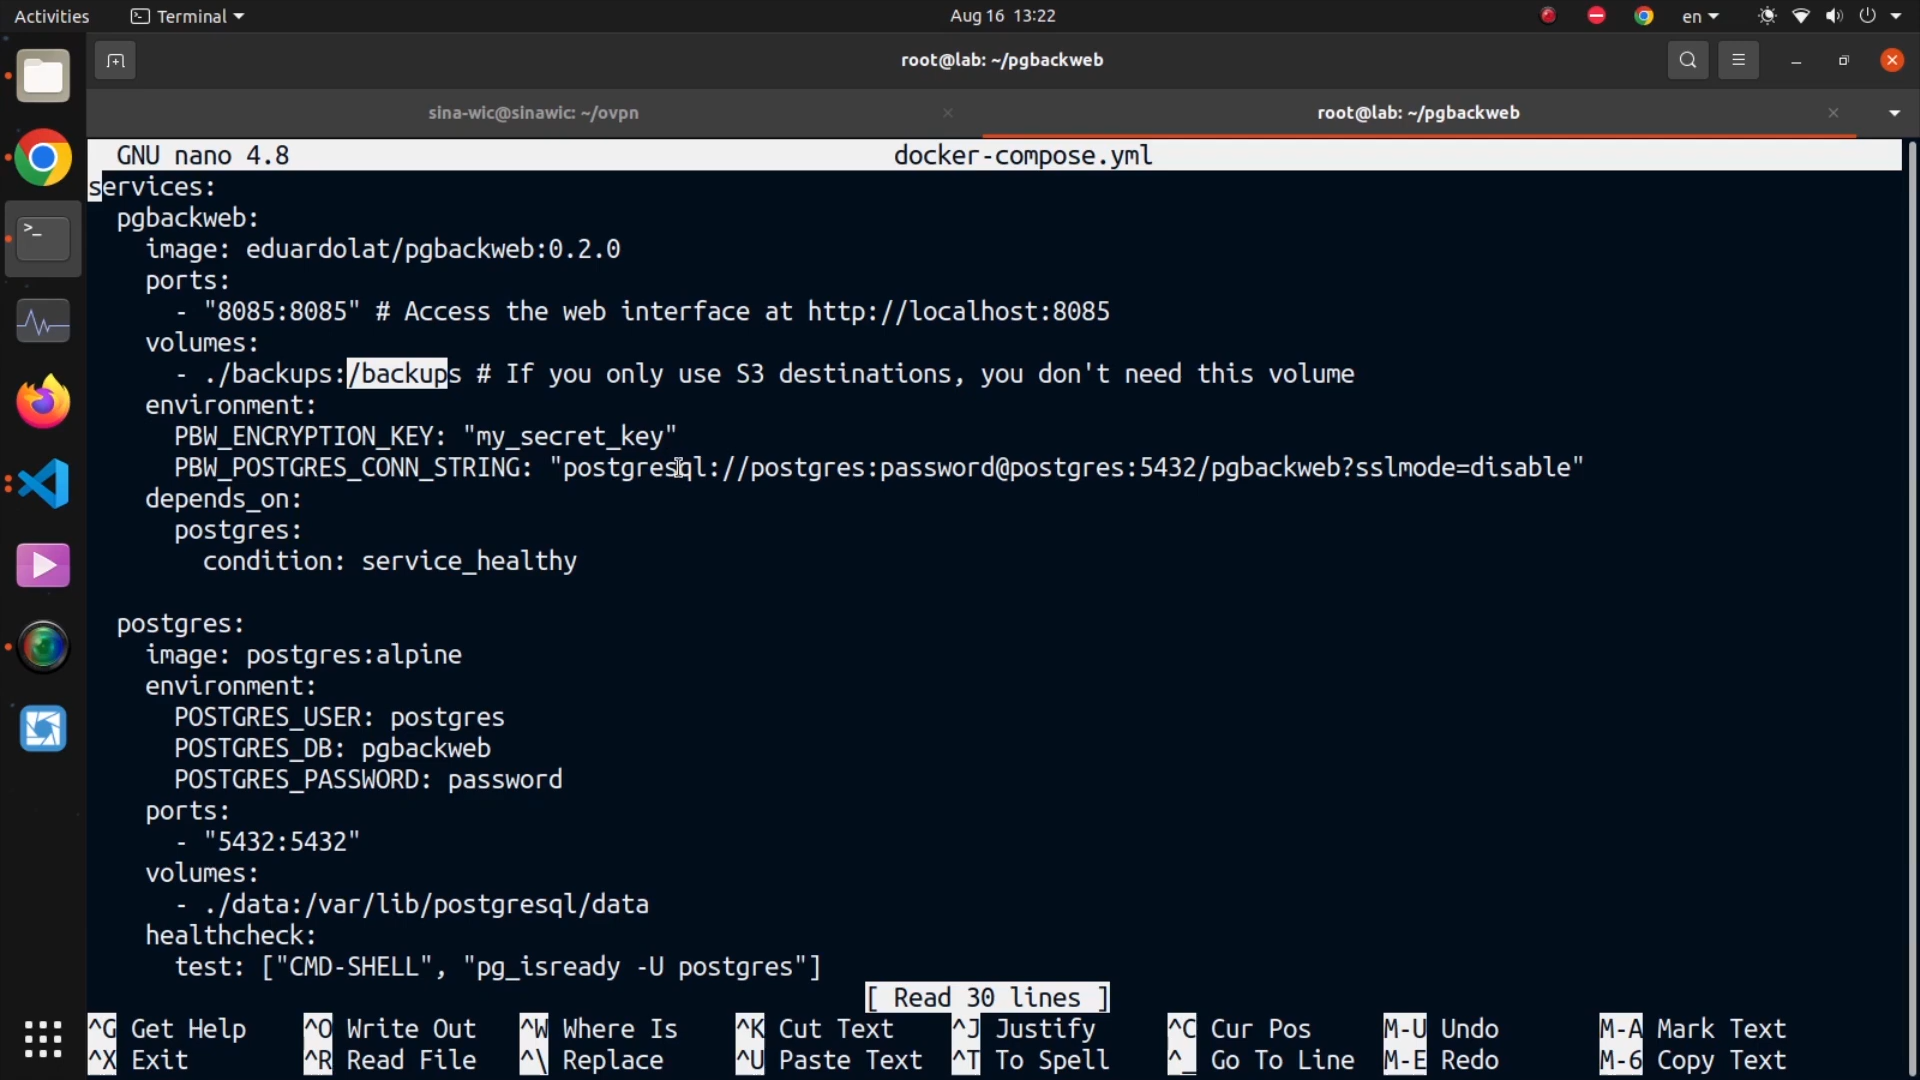 Activities Terminal Aug 16 13:22 en
root@lab: ~/pgbackweb
sina-wic@sinawic: ~/ovpn root@lab: ~/pgbackweb
GNU nano 4.8 docker-compose.yml
services:
  pgbackweb:
    image: eduardolat/pgbackweb:0.2.0
    ports:
      - "8085:8085" # Access the web interface at http://localhost:8085
    volumes:
      - ./backups:/backups # If you only use S3 destinations, you don't need this volume
    environment:
      PBW_ENCRYPTION_KEY: "my_secret_key"
      PBW_POSTGRES_CONN_STRING: "postgresql://postgres:password@postgres:5432/pgbackweb?sslmode=disable"
    depends_on:
      postgres:
        condition: service_healthy
  postgres:
    image: postgres:alpine
    environment:
      POSTGRES_USER: postgres
      POSTGRES_DB: pgbackweb
      POSTGRES_PASSWORD: password
    ports:
      - "5432:5432"
    volumes:
      - ./data:/var/lib/postgresql/data
    healthcheck:
      test: ["CMD-SHELL", "pg_isready -U postgres"]
[ Read 30 lines ]
^G Get Help ^O Write Out ^W Where Is ^K Cut Text ^J Justify ^C Cur Pos M-U Undo M-A Mark Text
^X Exit ^R Read File ^\ Replace ^U Paste Text ^T To Spell ^_ Go To Line M-E Redo M-6 Copy Text